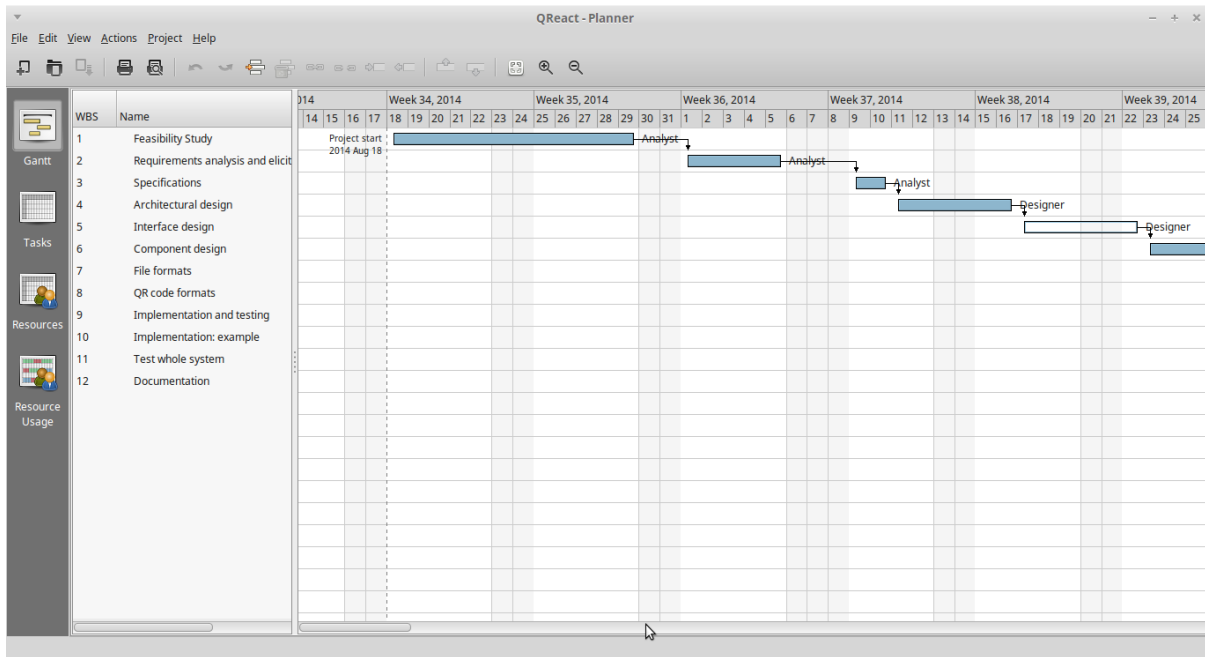 QReact - Planner
File Edit View Actions Project Help
014 Week 34, 2014 Week 35, 2014 Week 36, 2014 Week 37, 2014 Week 38, 2014 Week 39, 2014
WBS Name
14 15 16 17 18 19 20 21 22 23 24 25 26 27 28 29 30 31 1 2 3 4 5 6 7 8 9 10 11 12 13 14 15 16 17 18 19 20 21 22 23 24 25
Gantt
Tasks
Resources
Resource
Usage
1 Feasibility Study
2 Requirements analysis and elicit
3 Specifications
4 Architectural design
5 Interface design
6 Component design
7 File formats
8 QR code formats
9 Implementation and testing
10 Implementation: example
11 Test whole system
12 Documentation
Project start
2014 Aug 18
Analyst
Analyst
Analyst
Designer
Designer